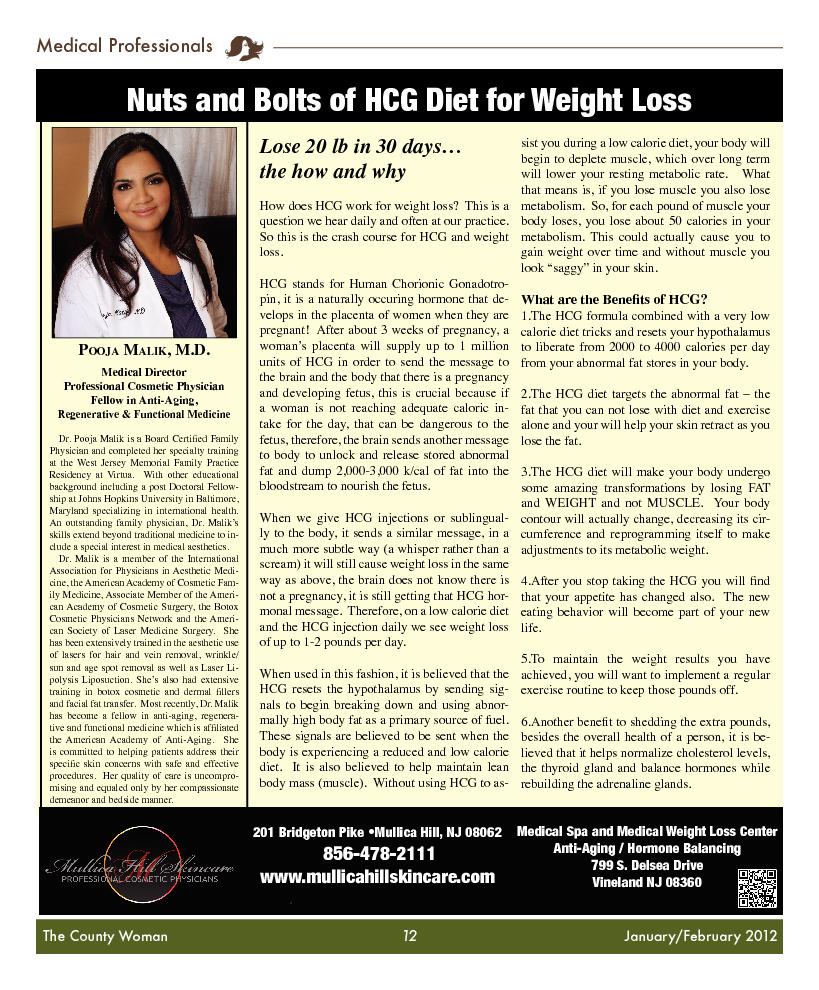 Medical Professionals
Nuts and Bolts of HCG Diet for Weight Loss
POOJA MALIK, M.D.
Medical Director
Professional Cosmetic Physician
Fellow in Anti-Aging,
Regenerative & Functional Medicine
Dr. Pooja Malik is a Board Certified Family
Physician and completed her specialty training
at the West Jersey Memorial Family Practice
Residency at Virtua. With other educational
background including a post Doctoral Fellow-
ship at Johns Hopkins University in Baltimore,
Maryland specializing in international health.
An outstanding family physician, Dr. Malik's
skills extend beyond traditional medicine to in-
clude a special interest in medical aesthetics.
Dr. Malik is a member of the International
Association for Physicians in Aesthetic Medi-
cine, the American Academy of Cosmetic Fam-
ily Medicine, Associate Member of the Ameri-
can Academy of Cosmetic Surgery, the Botox
Cosmetic Physicians Network and the Ameri-
can Society of Laser Medicine Surgery. She
has been extensively trained in the aesthetic use
of lasers for hair and vein removal, wrinkle/
sun and age spot removal as well as Laser Li-
polysis Liposuction. She's also had extensive
training in botox cosmetic and dermal fillers
and facial fat transfer. Most recently, Dr. Malik
has become a fellow in anti-aging, regenera-
tive and functional medicine which is affiliated
the American Academy of Anti-Aging. She
is committed to helping patients address their
specific skin concerns with safe and effective
procedures. Her quality of care is uncompro-
mising and equaled only by her compassionate
demeanor and bedside manner.
Lose 20 lb in 30 days…
the how and why
How does HCG work for weight loss? This is a
question we hear daily and often at our practice.
So this is the crash course for HCG and weight
loss.
HCG stands for Human Chorionic Gonadotro-
pin, it is a naturally occuring hormone that de-
velops in the placenta of women when they are
pregnant! After about 3 weeks of pregnancy, a
woman's placenta will supply up to 1 million
units of HCG in order to send the message to
the brain and the body that there is a pregnancy
and developing fetus, this is crucial because if
a woman is not reaching adequate caloric in-
take for the day, that can be dangerous to the
fetus, therefore, the brain sends another message
to body to unlock and release stored abnormal
fat and dump 2,000-3,000 k/cal of fat into the
bloodstream to nourish the fetus.
When we give HCG injections or sublingual-
ly to the body, it sends a similar message, in a
much more subtle way (a whisper rather than a
scream) it will still cause weight loss in the same
way as above, the brain does not know there is
not a pregnancy, it is still getting that HCG hor-
monal message. Therefore, on a low calorie diet
and the HCG injection daily we see weight loss
of up to 1-2 pounds per day.
When used in this fashion, it is believed that the
HCG resets the hypothalamus by sending sig-
nals to begin breaking down and using abnor-
mally high body fat as a primary source of fuel.
These signals are believed to be sent when the
body is experiencing a reduced and low calorie
diet. It is also believed to help maintain lean
body mass (muscle). Without using HCG to as-
sist you during a low calorie diet, your body will
begin to deplete muscle, which over long term
will lower your resting metabolic rate. What
that means is, if you lose muscle you also lose
metabolism. So, for each pound of muscle your
body loses, you lose about 50 calories in your
metabolism. This could actually cause you to
gain weight over time and without muscle you
look “saggy” in your skin.
What are the Benefits of HCG?
1.The HCG formula combined with a very low
calorie diet tricks and resets your hypothalamus
to liberate from 2000 to 4000 calories per day
from your abnormal fat stores in your body.
2.The HCG diet targets the abnormal fat – the
fat that you can not lose with diet and exercise
alone and your will help your skin retract as you
lose the fat.
3.The HCG diet will make your body undergo
some amazing transformations by losing FAT
and WEIGHT and not MUSCLE. Your body
contour will actually change, decreasing its cir-
cumference and reprogramming itself to make
adjustments to its metabolic weight.
4.After you stop taking the HCG you will find
that your appetite has changed also. The new
eating behavior will become part of your new
life.
5.To maintain the weight results you have
achieved, you will want to implement a regular
exercise routine to keep those pounds off.
6.Another benefit to shedding the extra pounds,
besides the overall health of a person, it is be-
lieved that it helps normalize cholesterol levels,
the thyroid gland and balance hormones while
rebuilding the adrenaline glands.
Mullica Hill Skincare
PROFESSIONAL COSMETIC PHYSICIANS
201 Bridgeton Pike •Mullica Hill, NJ 08062
856-478-2111
www.mullicahillskincare.com
Medical Spa and Medical Weight Loss Center
Anti-Aging / Hormone Balancing
799 S. Delsea Drive
Vineland NJ 08360
The County Woman
12
January/February 2012